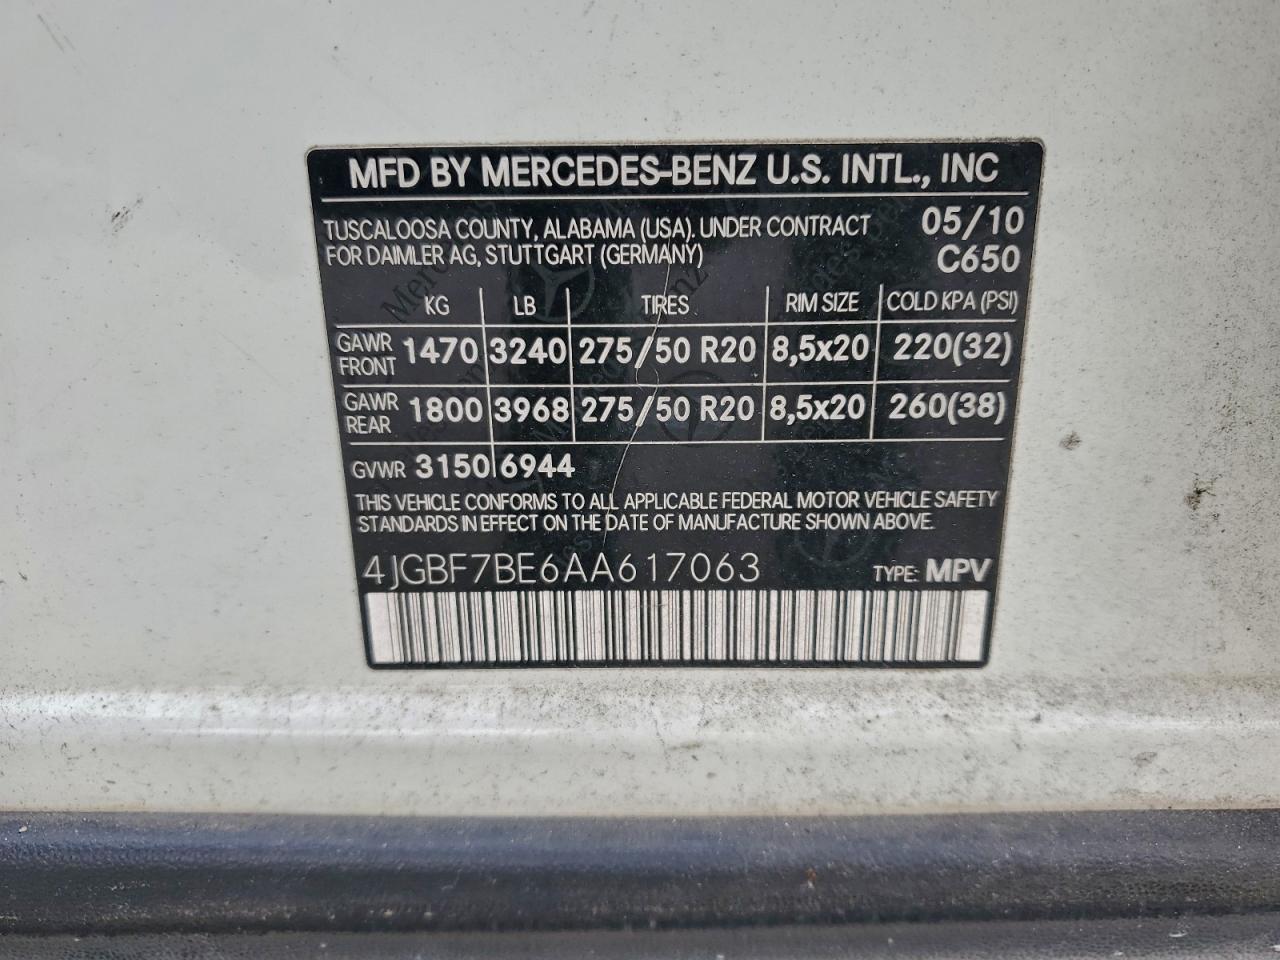 MFD BY MERCEDES-BENZ U.S. INTL., INC
TUSCALOOSA COUNTY, ALABAMA (USA). UNDER CONTRACT 05/10
FOR DAIMLER AG, STUTTGART (GERMANY) C650
KG LB TIRES RIM SIZE COLD KPA (PSI)
GAWR FRONT 1470 3240 275/50 R20 8,5x20 220(32)
GAWR REAR 1800 3968 275/50 R20 8,5x20 260(38)
GVWR 3150 6944
THIS VEHICLE CONFORMS TO ALL APPLICABLE FEDERAL MOTOR VEHICLE SAFETY
STANDARDS IN EFFECT ON THE DATE OF MANUFACTURE SHOWN ABOVE.
4JGBF7BE6AA617063 TYPE: MPV